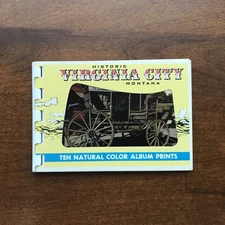 HISTORIC
VIRGINIA CITY
MONTANA
TEN NATURAL COLOR ALBUM PRINTS